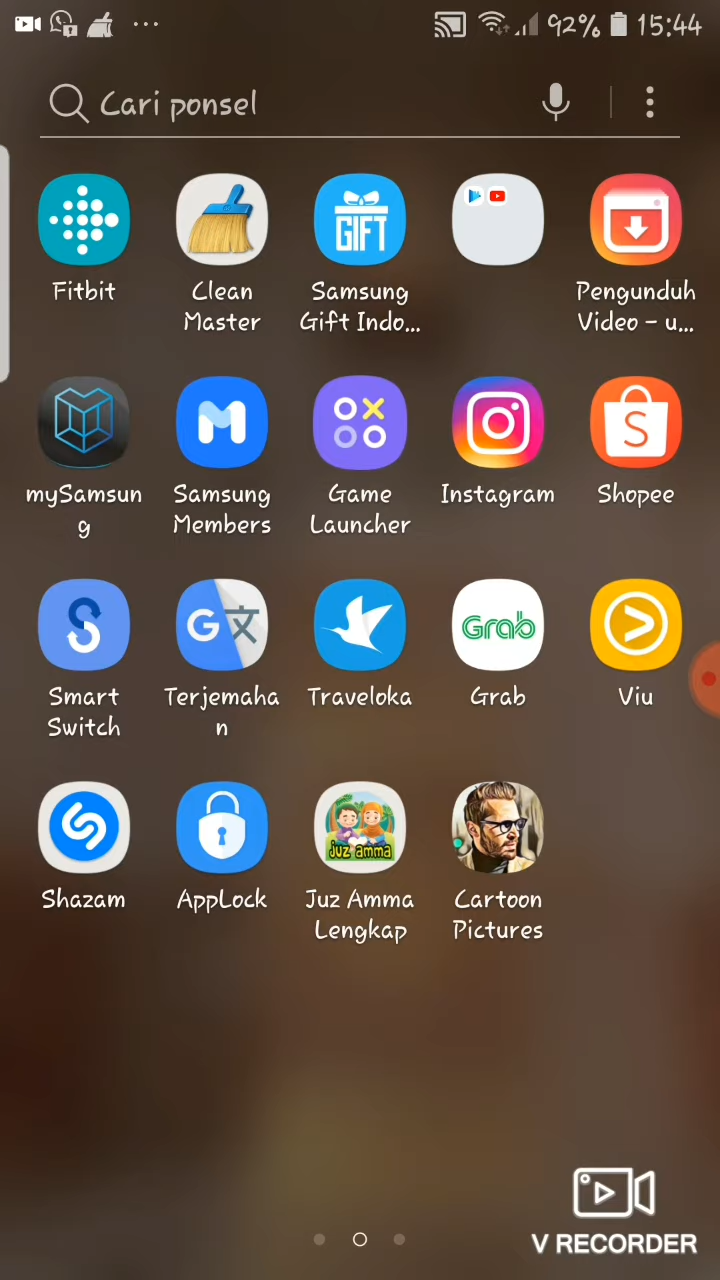 92% 15:44
Cari ponsel
GIFT
Fitbit
Clean
Master
Samsung
Gift Indo...
Pengunduh
Video – u...
mySamsun
g
Samsung
Members
Game
Launcher
Instagram
S
Shopee
G
Grab
Smart
Switch
Terjemaha
n
Traveloka
Grab
Viu
juz amma
Shazam
AppLock
Juz Amma
Lengkap
Cartoon
Pictures
V RECORDER